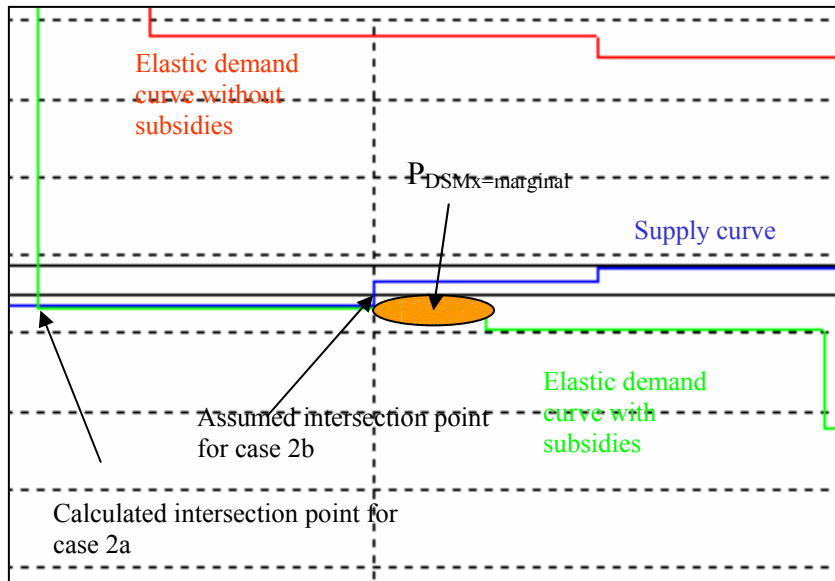 Elastic demand
curve without
subsidies
PDSMx=marginal
Supply curve
Elastic demand
curve with
subsidies
Assumed intersection point
for case 2b
Calculated intersection point for
case 2a